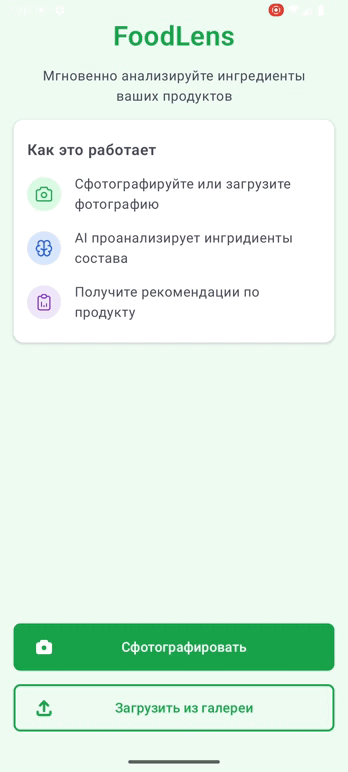 FoodLens
Мгновенно анализируйте ингредиенты
ваших продуктов
Как это работает
Сфотографируйте или загрузите
фотографию
AI проанализирует ингридиенты
состава
Получите рекомендации по
продукту
Сфотографировать
Загрузить из галереи